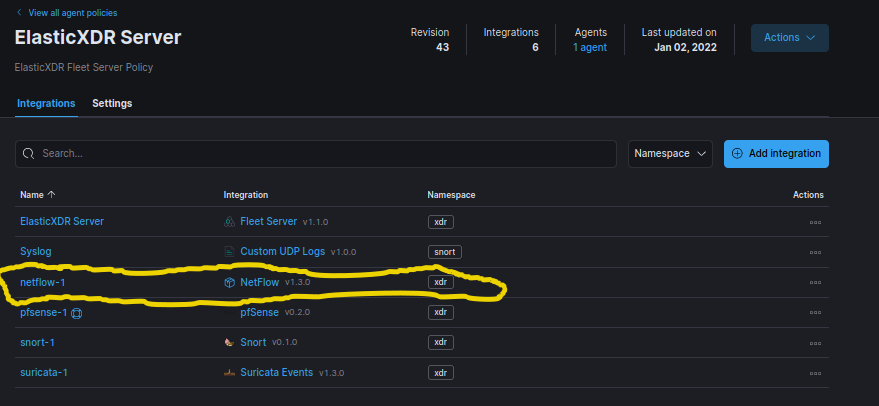 View all agent policies
ElasticXDR Server
ElasticXDR Fleet Server Policy
Revision Integrations Agents Last updated on
43 6 1 agent Jan 02, 2022
Actions
Integrations Settings
Search... Namespace Add integration
Name Integration Namespace Actions
ElasticXDR Server Fleet Server v1.1.0 xdr
Syslog Custom UDP Logs v1.0.0 snort
netflow-1 NetFlow v1.3.0 xdr
pfsense-1 pfSense v0.2.0 xdr
snort-1 Snort v0.1.0 xdr
suricata-1 Suricata Events v1.3.0 xdr